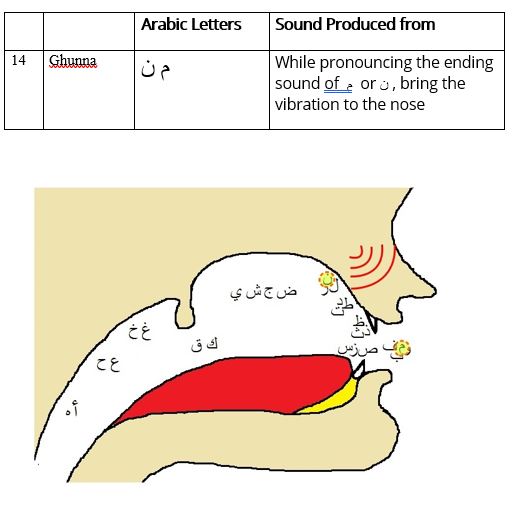 Arabic Letters Sound Produced from
14 Ghunna م ن While pronouncing the ending
sound of م or ن, bring the
vibration to the nose
ض ج ش ي
ن
ل ر
ط د ت
ظ
ذ ث
غ خ
ك ق
ص ز س
ف م
ب
ع ح
أ ه